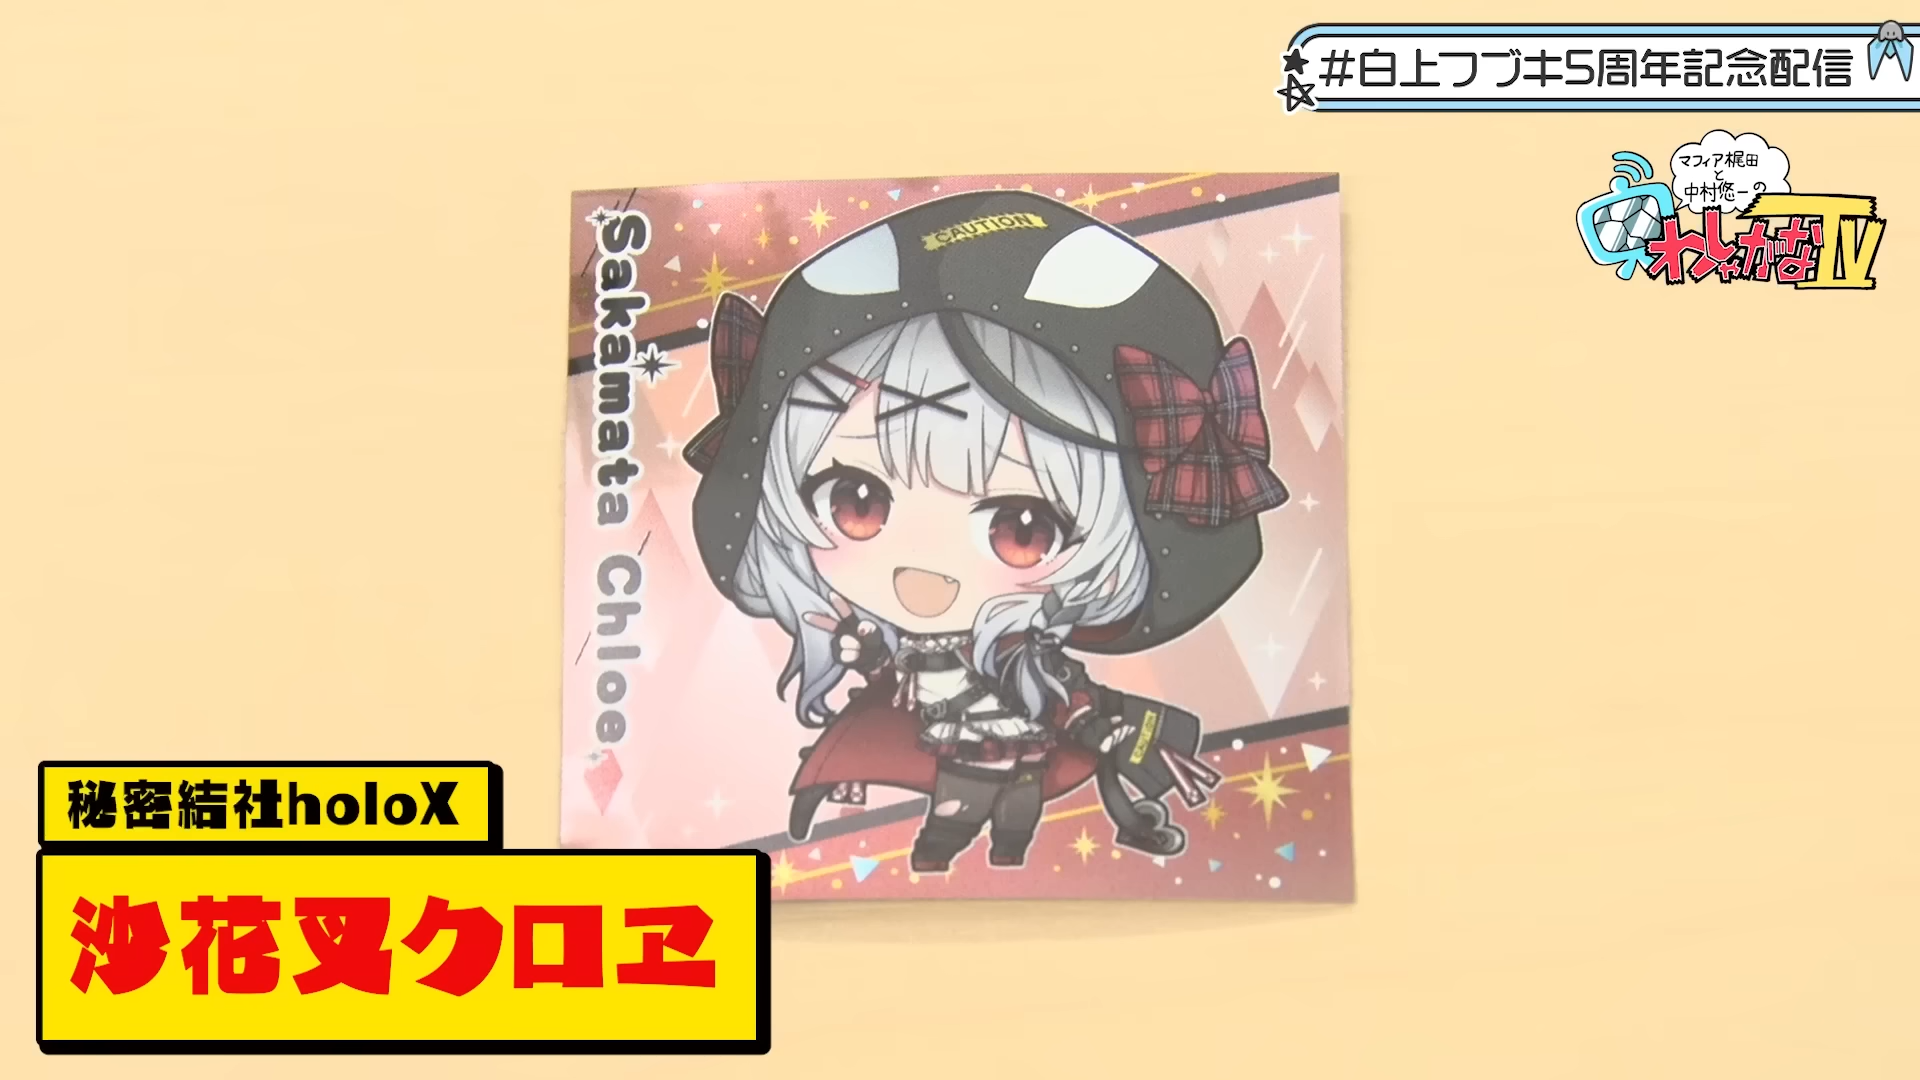 #白上フブキ5周年記念配信
マフィア梶田
と
中村悠一の
わしゃがなTV
CAUTION
Sakamata Chloe
CAUTION
秘密結社holoX
沙花叉クロヱ